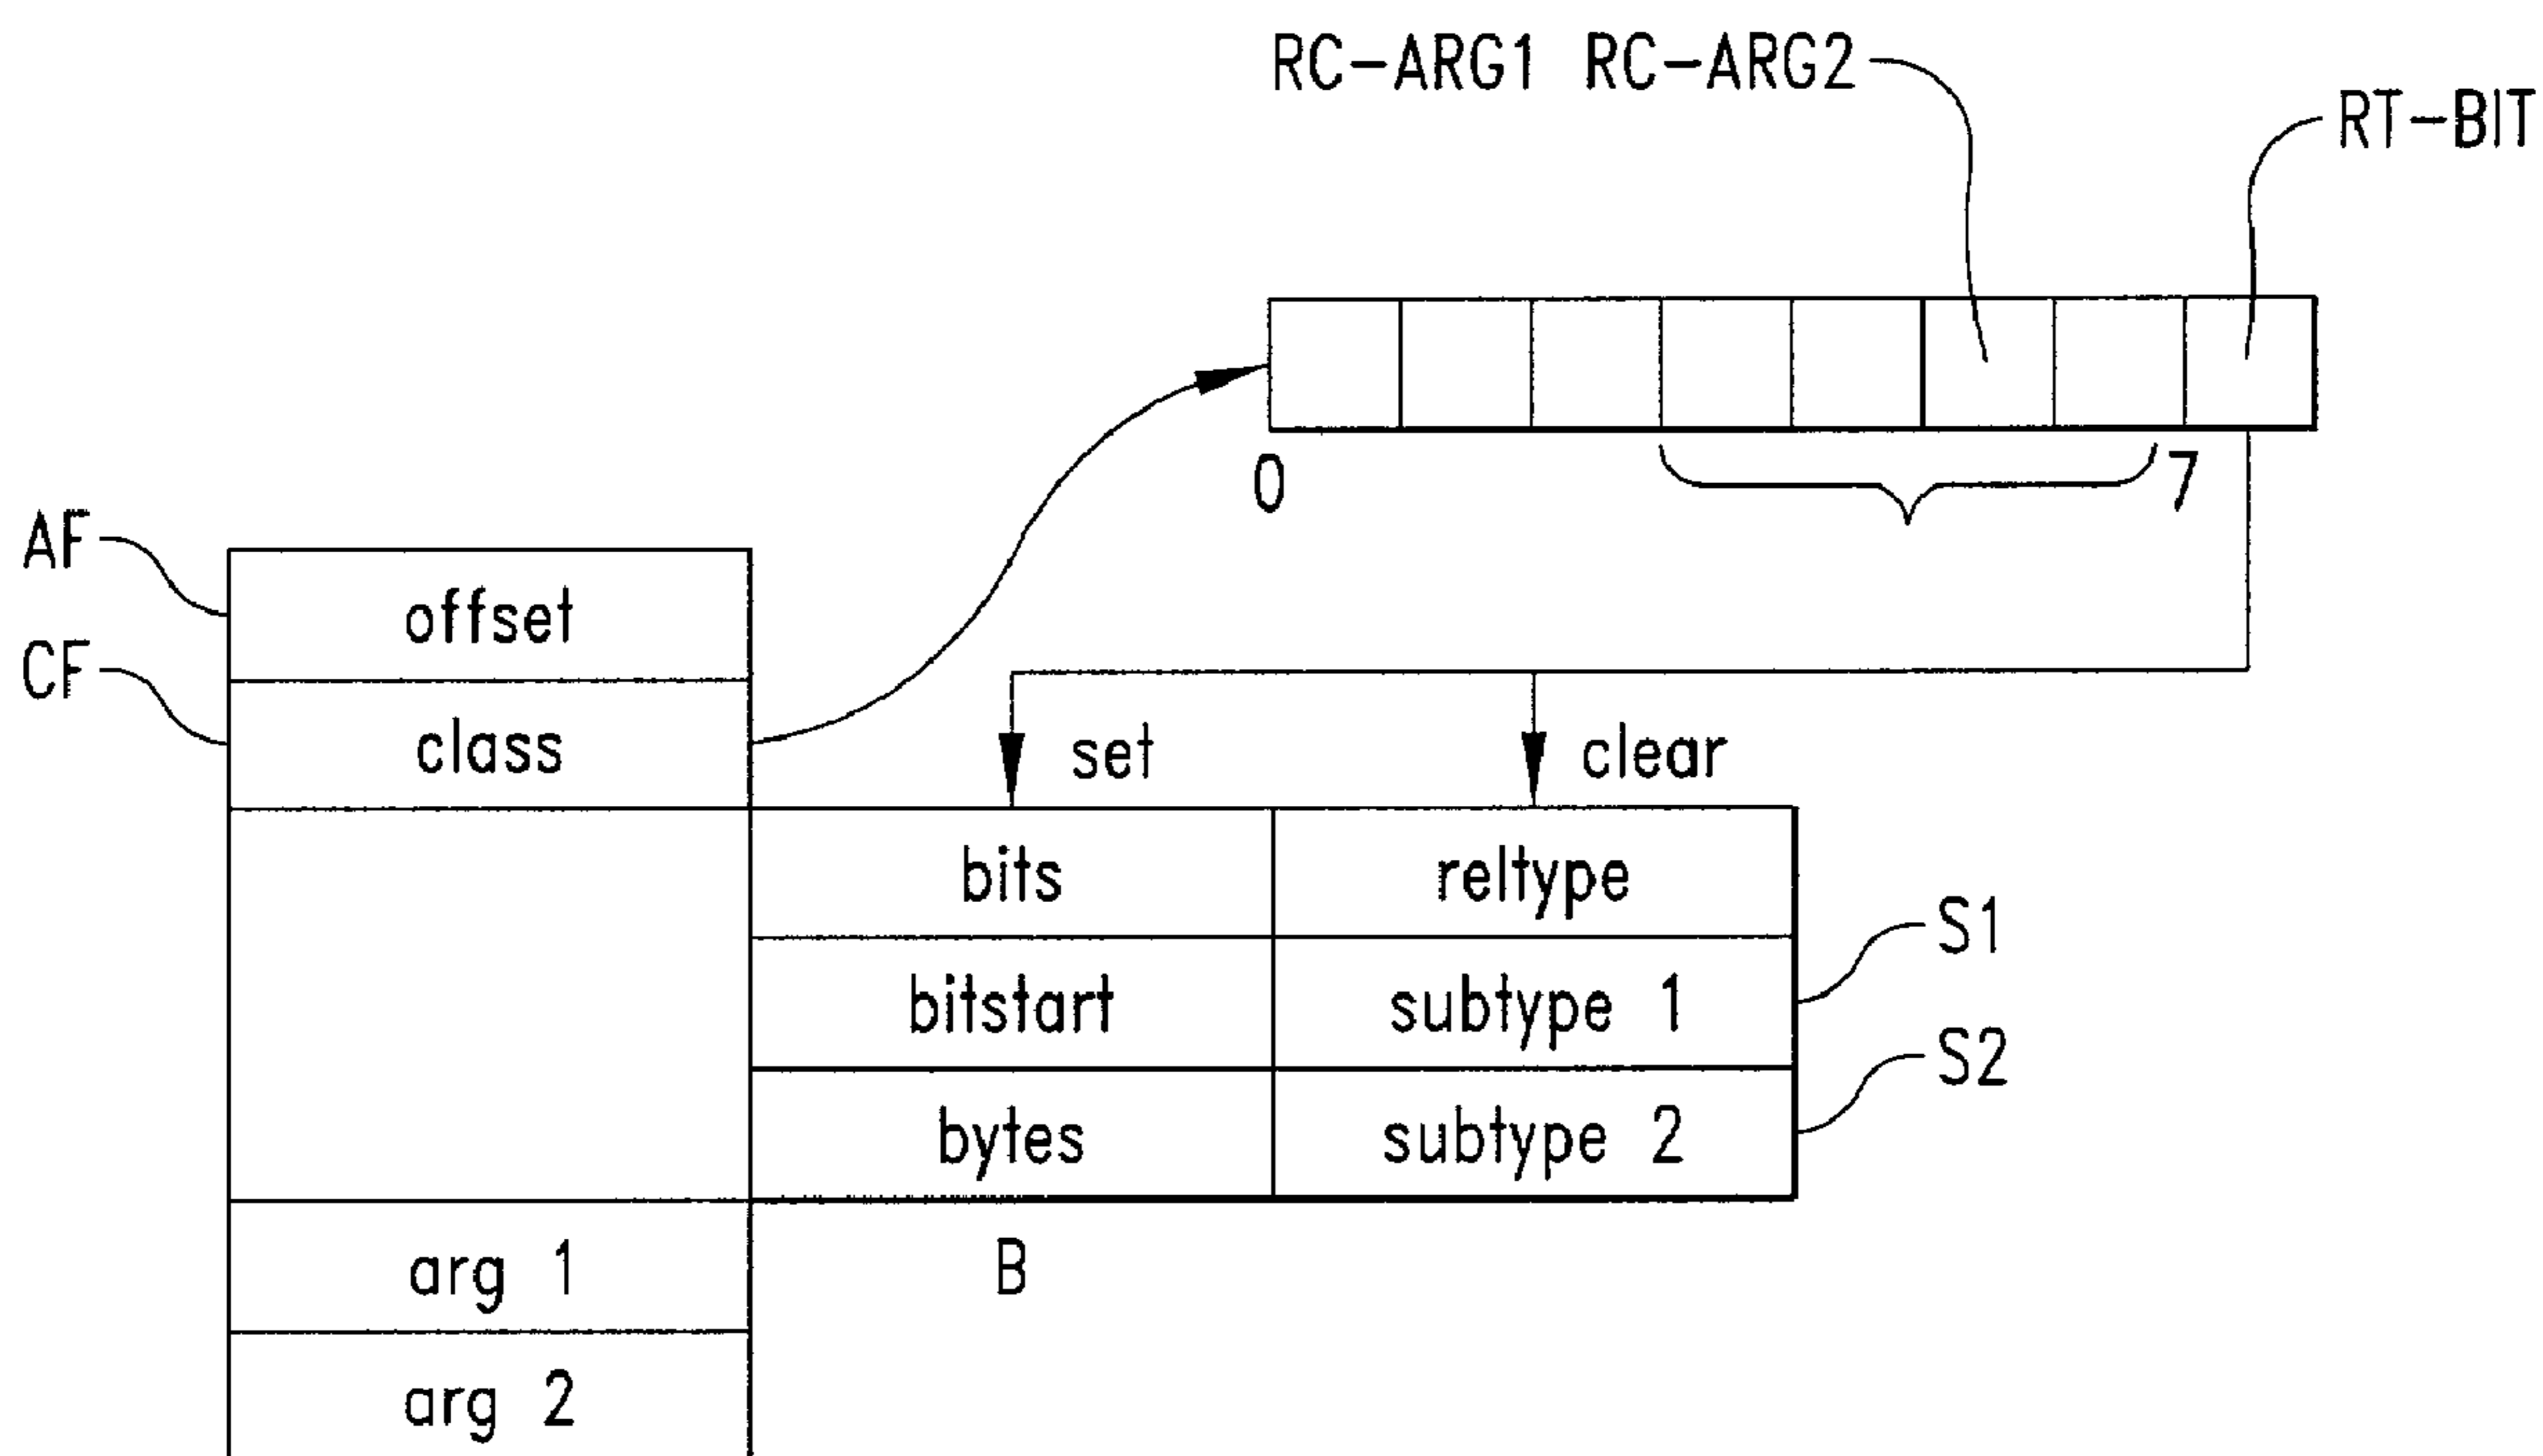 RC-ARG1 RC-ARG2
RT-BIT
0
7
AF
offset
CF
class
set
clear
bits
reltype
bitstart
subtype 1
S1
bytes
subtype 2
S2
arg 1
B
arg 2